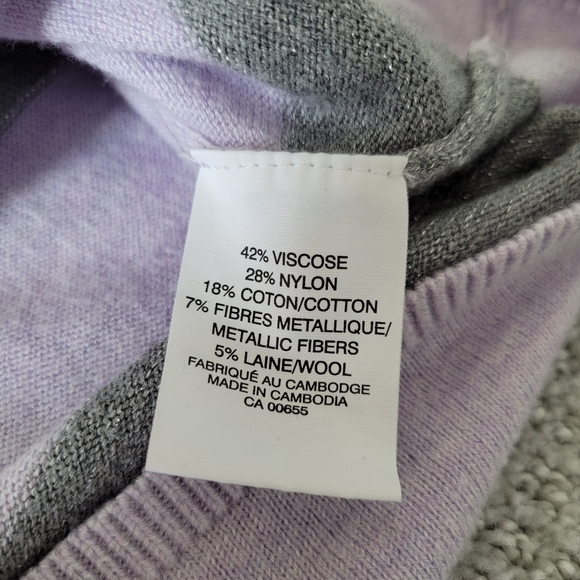 42% VISCOSE
28% NYLON
18% COTON/COTTON
7% FIBRES METALLIQUE/
METALLIC FIBERS
5% LAINE/WOOL
FABRIQUÉ AU CAMBODGE
MADE IN CAMBODIA
CA 00655